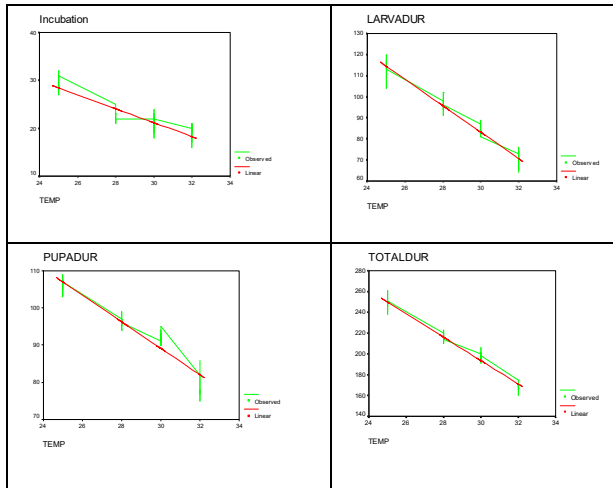 Incubation
40
30
20
10
24 26 28 30 32 34
TEMP
Observed
Linear
LARVADUR
130
120
110
100
90
80
70
60
24 26 28 30 32 34
TEMP
Observed
Linear
PUPADUR
110
100
90
80
70
24 26 28 30 32 34
TEMP
Observed
Linear
TOTALDUR
280
260
240
220
200
180
160
140
24 26 28 30 32 34
TEMP
Observed
Linear